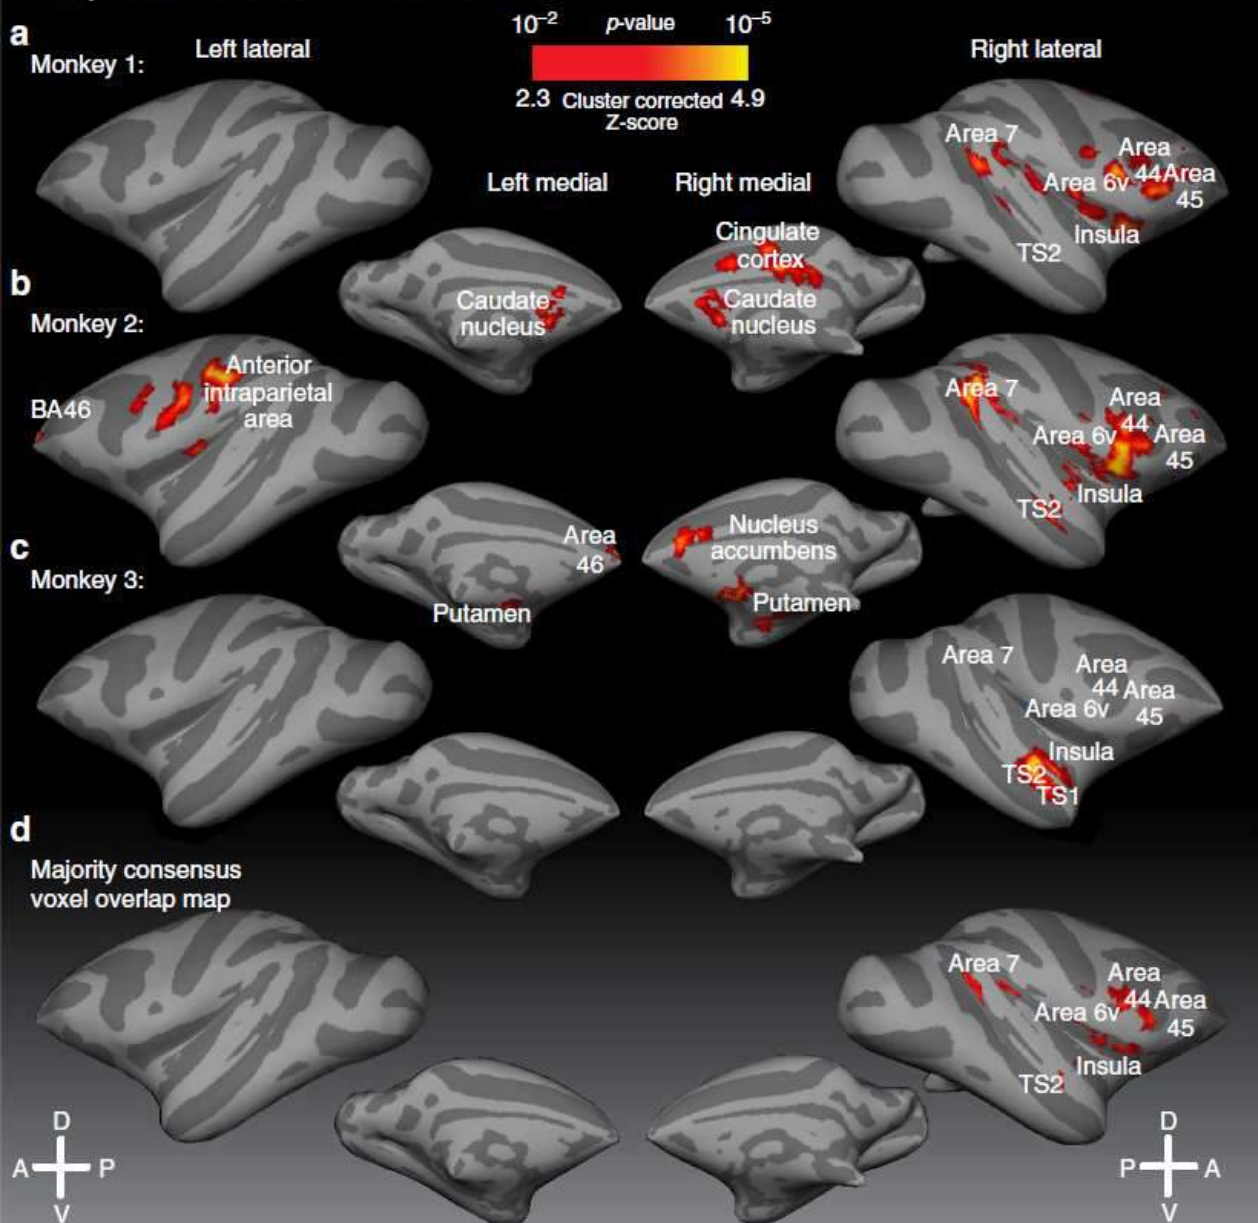 a
10⁻² p-value 10⁻⁵
Left lateral
Right lateral
Monkey 1:
2.3 Cluster corrected 4.9
Z-score
Area 7
Area
44
Area
45
Area 6v
Insula
TS2
Left medial
Right medial
Cingulate
cortex
Caudate
nucleus
Caudate
nucleus
b
Monkey 2:
BA46
Anterior
intraparietal
area
Area 7
Area
44
Area
45
Area 6v
Insula
TS2
Area
46
Putamen
Nucleus
accumbens
Putamen
c
Monkey 3:
Area 7
Area
44
Area
45
Area 6v
Insula
TS2
TS1
d
Majority consensus
voxel overlap map
Area 7
Area
44
Area
45
Area 6v
Insula
TS2
D
A P
V
D
P A
V